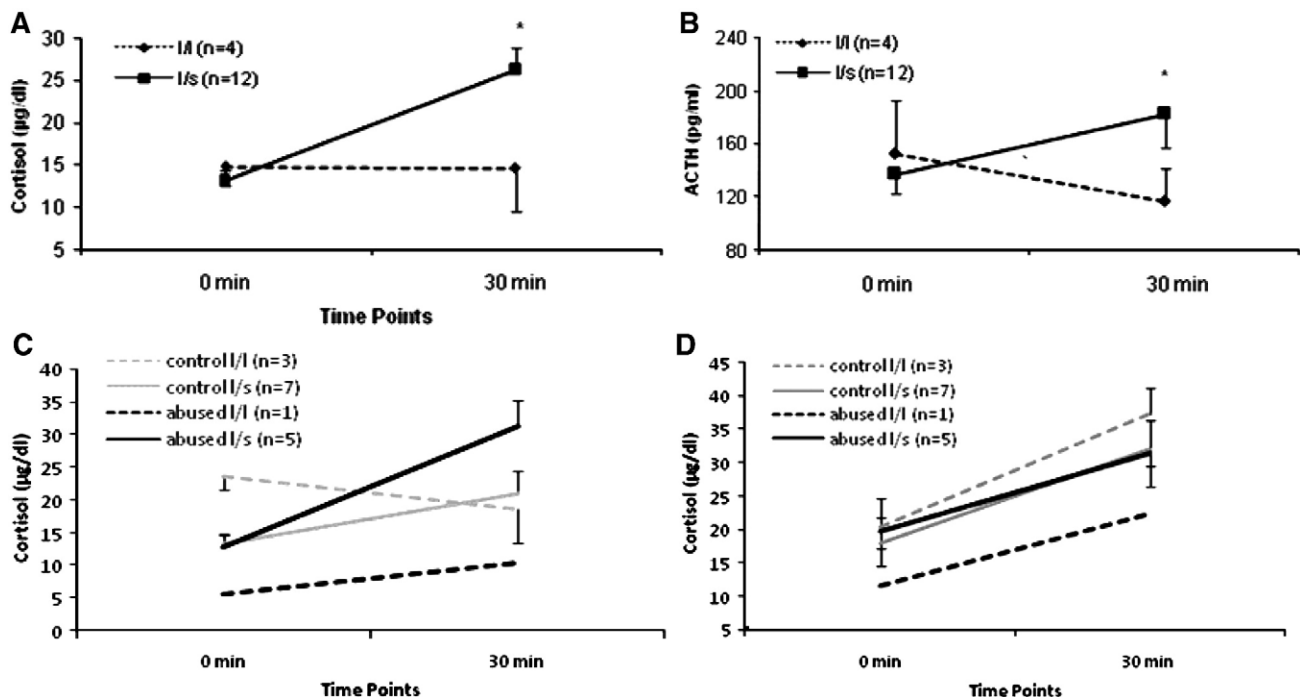 A
l/l (n=4)
l/s (n=12)
Cortisol (µg/dl)
30
25
20
15
10
5
*
0 min
30 min
Time Points
B
l/l (n=4)
l/s (n=12)
ACTH (pg/ml)
240
200
160
120
80
*
0 min
30 min
C
control l/l (n=3)
control l/s (n=7)
abused l/l (n=1)
abused l/s (n=5)
Cortisol (µg/dl)
40
35
30
25
20
15
10
5
0
0 min
30 min
Time Points
D
control l/l (n=3)
control l/s (n=7)
abused l/l (n=1)
abused l/s (n=5)
Cortisol (µg/dl)
45
40
35
30
25
20
15
10
5
0 min
30 min
Time Points